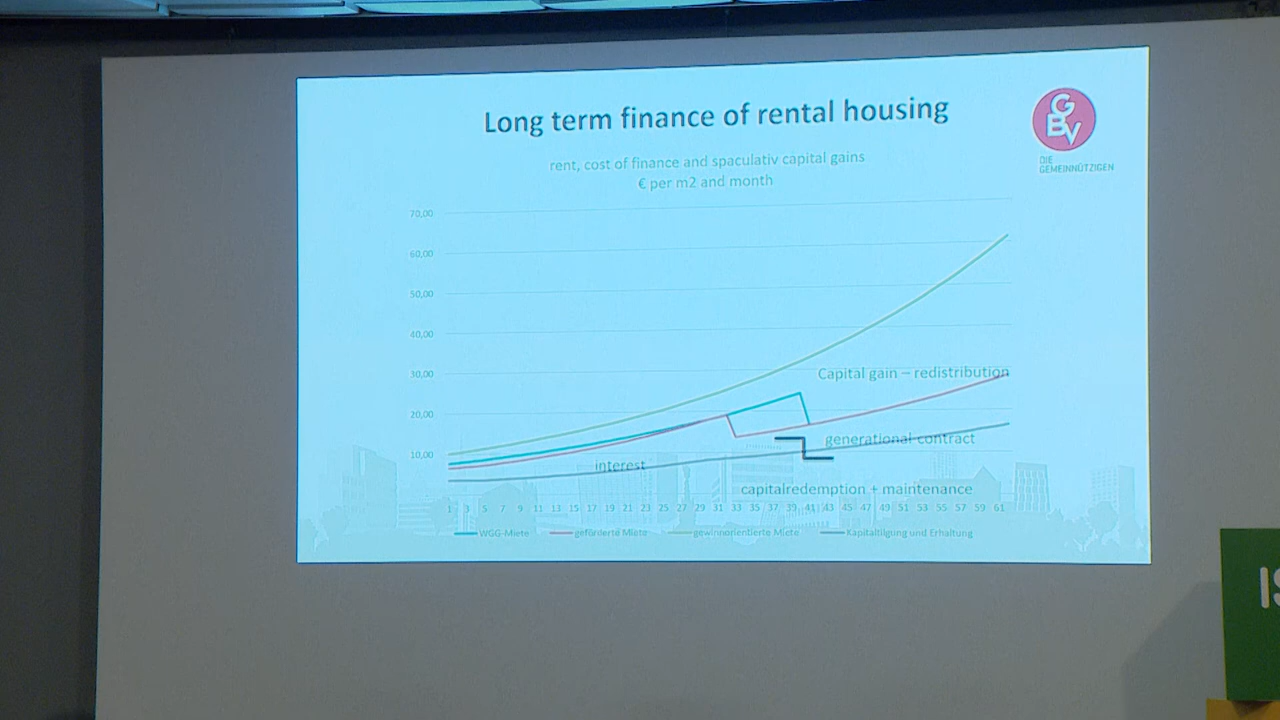 Long term finance of rental housing
GBV
DIE
GEMEINNÜTZIGEN
rent, cost of finance and spaculativ capital gains
€ per m2 and month
70,00
60,00
50,00
40,00
30,00
20,00
10,00
Capital gain – redistribution
generational contract
interest
capitalredemption + maintenance
1 3 5 7 9 11 13 15 17 19 21 23 25 27 29 31 33 35 37 39 41 43 45 47 49 51 53 55 57 59 61
WGG-Miete geförderte Miete gewinnorientierte Miete Kapitaltilgung und Erhaltung
IS